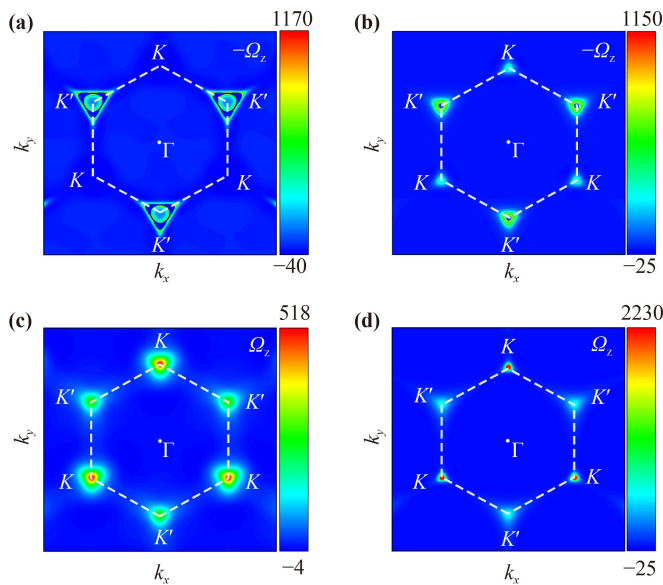 (a)
1170
K
−Ω_z
K′
K′
k_y
Γ
K
K
K′
k_x
−40
(b)
1150
K
−Ω_z
K′
K′
k_y
Γ
K
K
K′
k_x
−25
(c)
518
K
Ω_z
K′
K′
k_y
Γ
K
K
K′
k_x
−4
(d)
2230
K
Ω_z
K′
K′
k_y
Γ
K
K
K′
k_x
−25